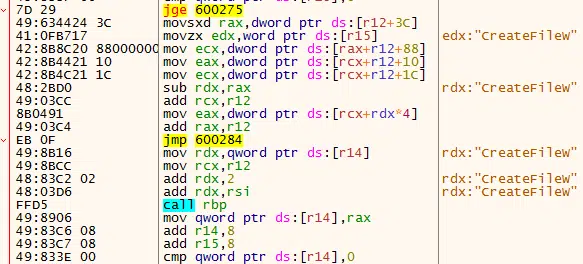 7D 29 jge 600275
49:634424 3C movsxd rax,dword ptr ds:[r12+3C]
41:0FB717 movzx edx,word ptr ds:[r15] edx:"CreateFileW"
42:8B8C20 88000000 mov ecx,dword ptr ds:[rax+r12+88]
42:8B4421 10 mov eax,dword ptr ds:[rcx+r12+10]
42:8B4C21 1C mov ecx,dword ptr ds:[rcx+r12+1C]
48:2BD0 sub rdx,rax rdx:"CreateFileW"
49:03CC add rcx,r12
8B0491 mov eax,dword ptr ds:[rcx+rdx*4]
49:03C4 add rax,r12
EB 0F jmp 600284
49:8B16 mov rdx,qword ptr ds:[r14] rdx:"CreateFileW"
49:8BCC mov rcx,r12
48:83C2 02 add rdx,2 rdx:"CreateFileW"
48:03D6 add rdx,rsi rdx:"CreateFileW"
FFD5 call rbp
49:8906 mov qword ptr ds:[r14],rax
49:83C6 08 add r14,8
49:83C7 08 add r15,8
49:833E 00 cmp qword ptr ds:[r14],0